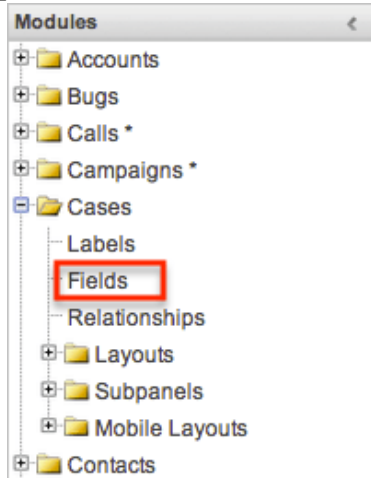 Modules
Accounts
Bugs
Calls *
Campaigns *
Cases
Labels
Fields
Relationships
Layouts
Subpanels
Mobile Layouts
Contacts